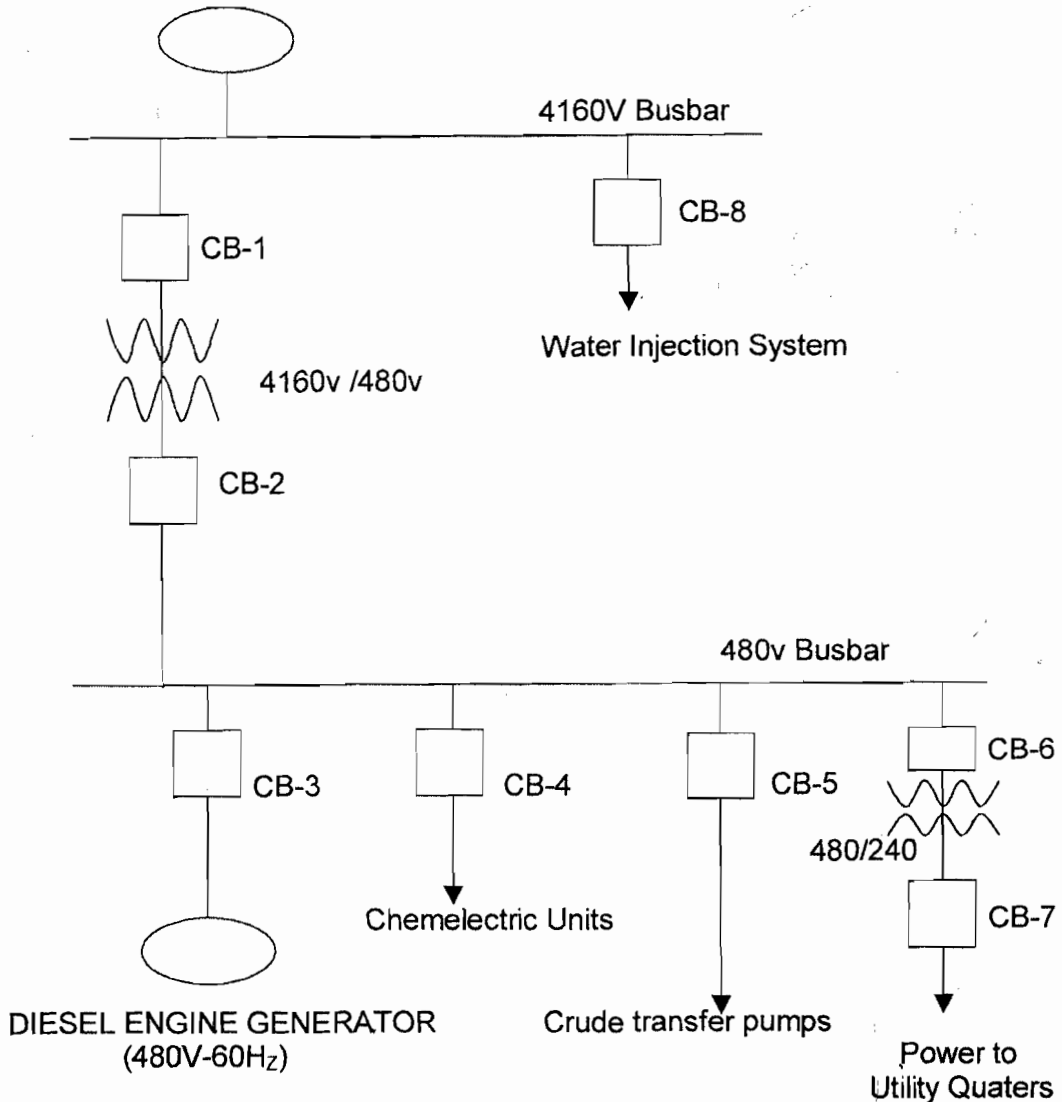 4160V Busbar
CB-1
CB-8
Water Injection System
4160v /480v
CB-2
480v Busbar
CB-3
CB-4
CB-5
CB-6
480/240
CB-7
Chemelectric Units
DIESEL ENGINE GENERATOR
(480V-60Hz)
Crude transfer pumps
Power to
Utility Quaters